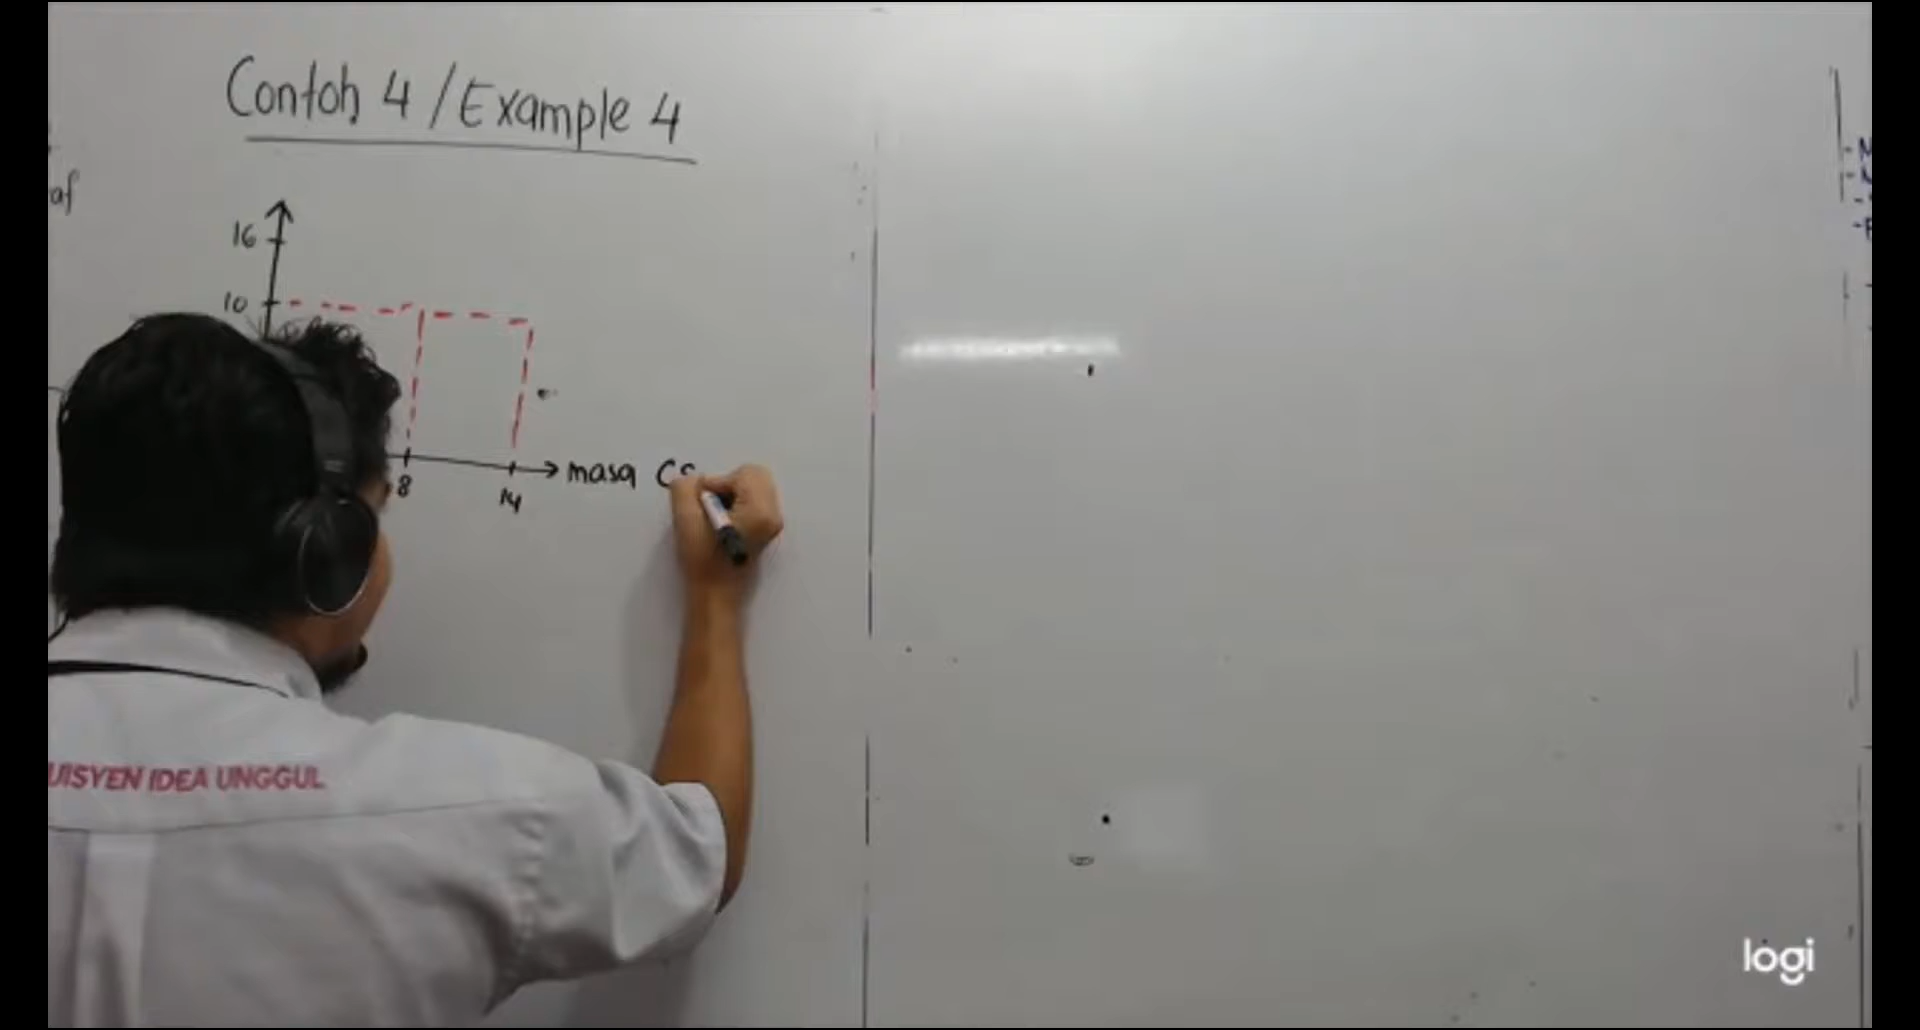 Contoh 4 / Example 4
af
16
10
masa (s
8
14
UISYEN IDEA UNGGUL
logi